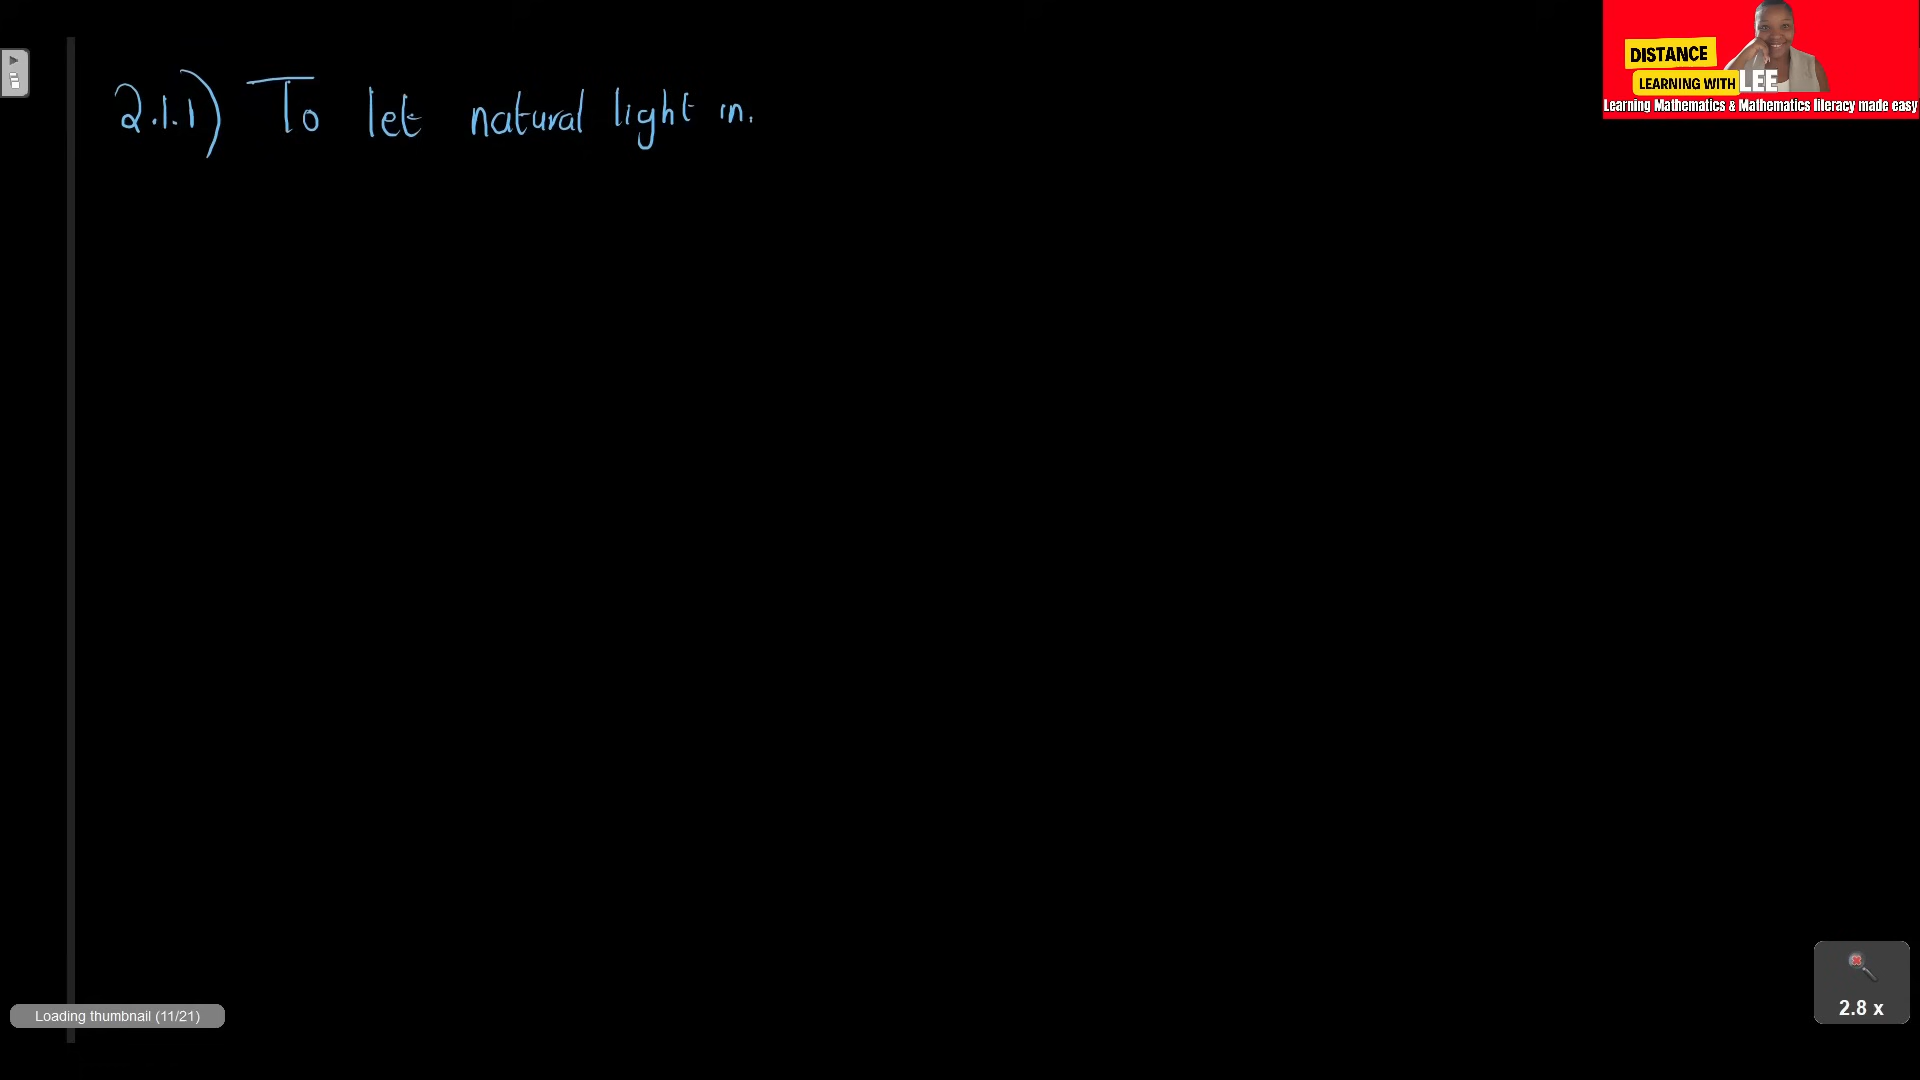 2.1.1) To let natural light in.
DISTANCE
LEARNING WITH LEE
Learning Mathematics & Mathematics literacy made easy
Loading thumbnail (11/21)
2.8 x